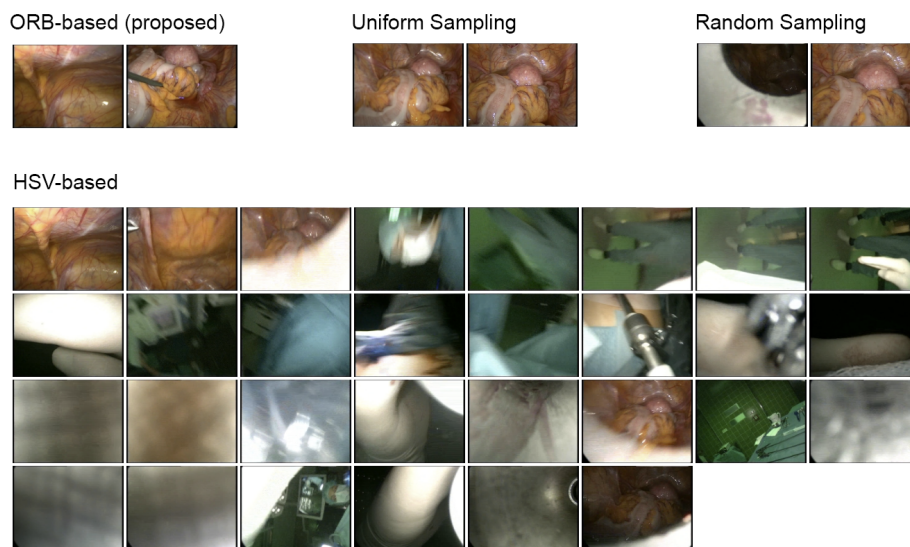 ORB-based (proposed)
Uniform Sampling
Random Sampling
HSV-based